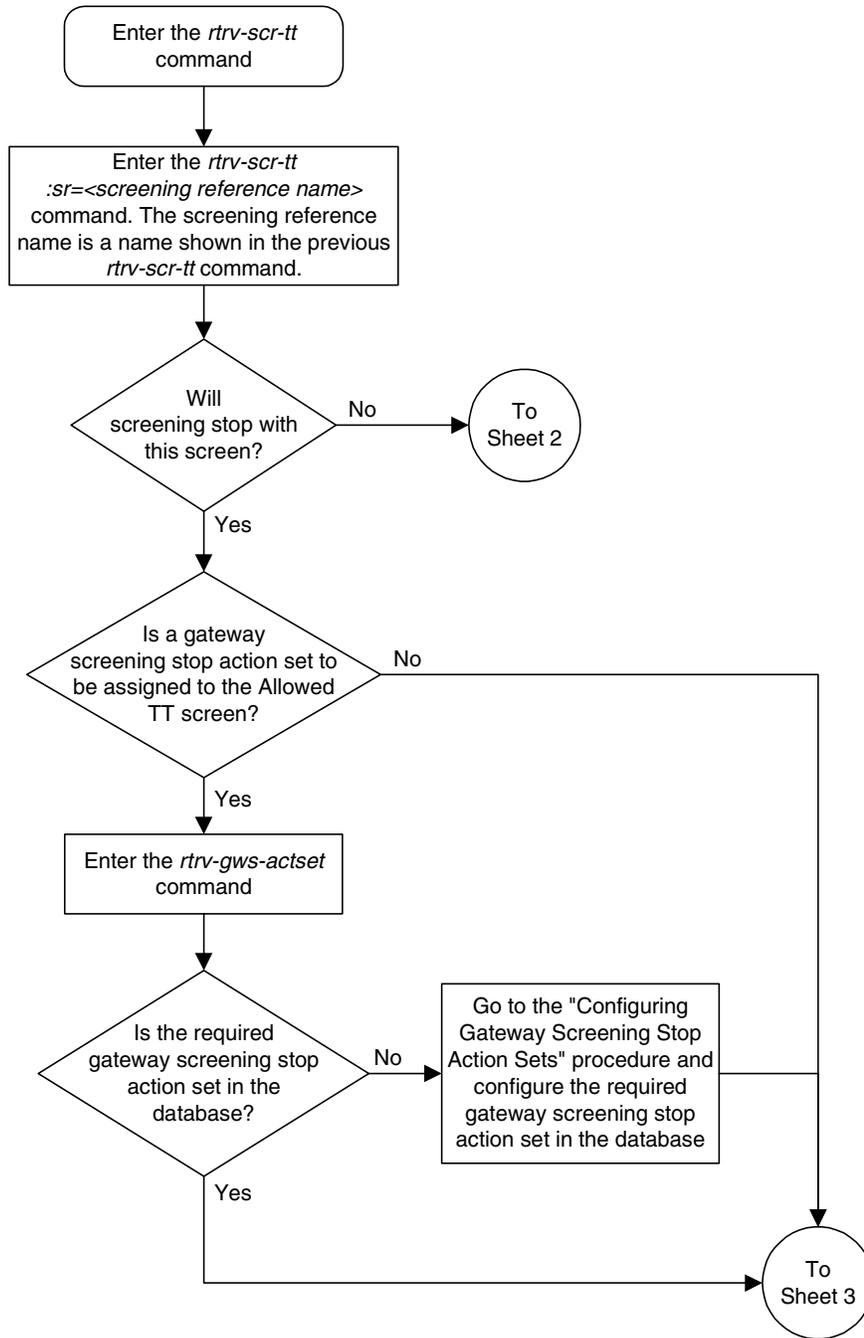 Enter the rtrv-scr-tt
command
Enter the rtrv-scr-tt
:sr=<screening reference name>
command. The screening reference
name is a name shown in the previous
rtrv-scr-tt command.
Will
screening stop with
this screen?
No
To
Sheet 2
Yes
Is a gateway
screening stop action set to
be assigned to the Allowed
TT screen?
No
Yes
Enter the rtrv-gws-actset
command
Is the required
gateway screening stop
action set in the
database?
No
Go to the "Configuring
Gateway Screening Stop
Action Sets" procedure and
configure the required
gateway screening stop
action set in the database
Yes
To
Sheet 3